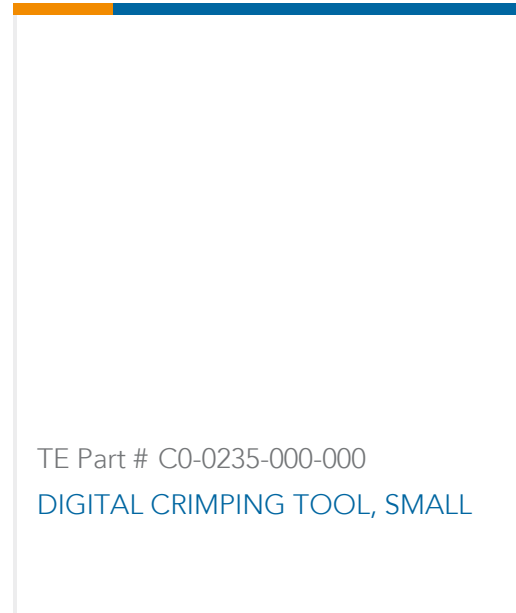 TE Part # C0-0235-000-000
DIGITAL CRIMPING TOOL, SMALL